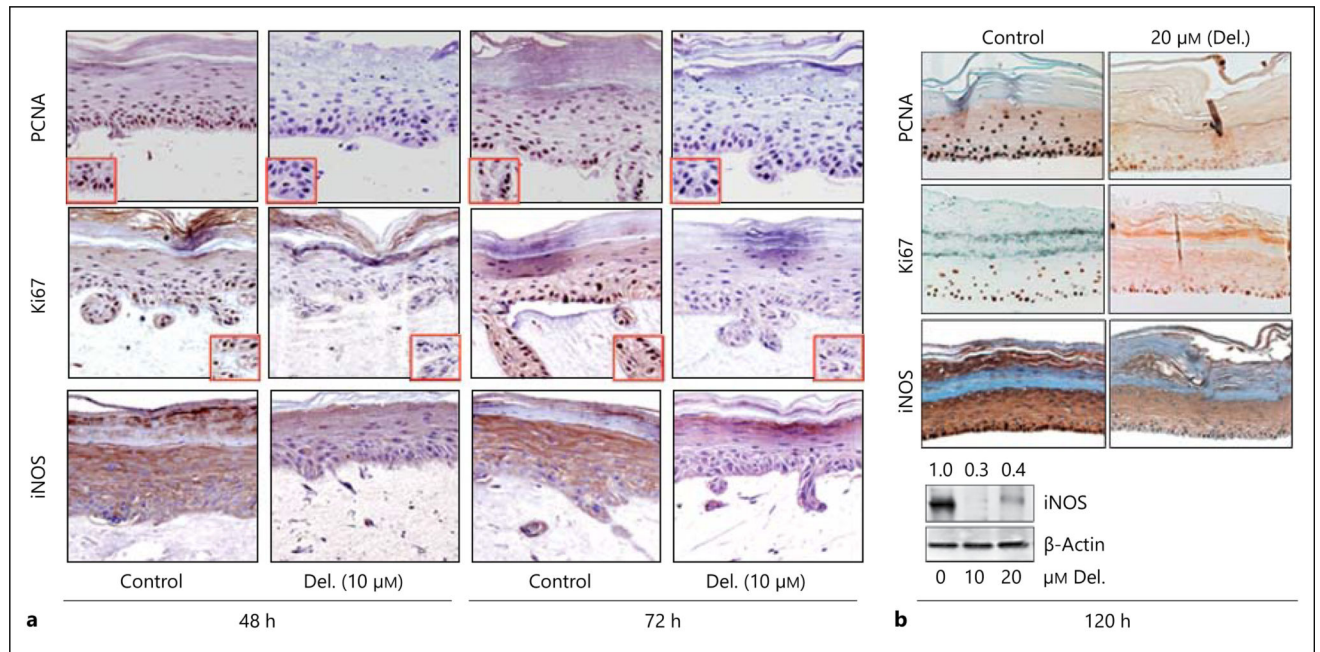 PCNA
Ki67
iNOS
Control
Del. (10 µM)
Control
Del. (10 µM)
48 h
72 h
a
Control
20 µM (Del.)
PCNA
Ki67
iNOS
1.0 0.3 0.4
iNOS
β-Actin
0 10 20 µM Del.
b
120 h